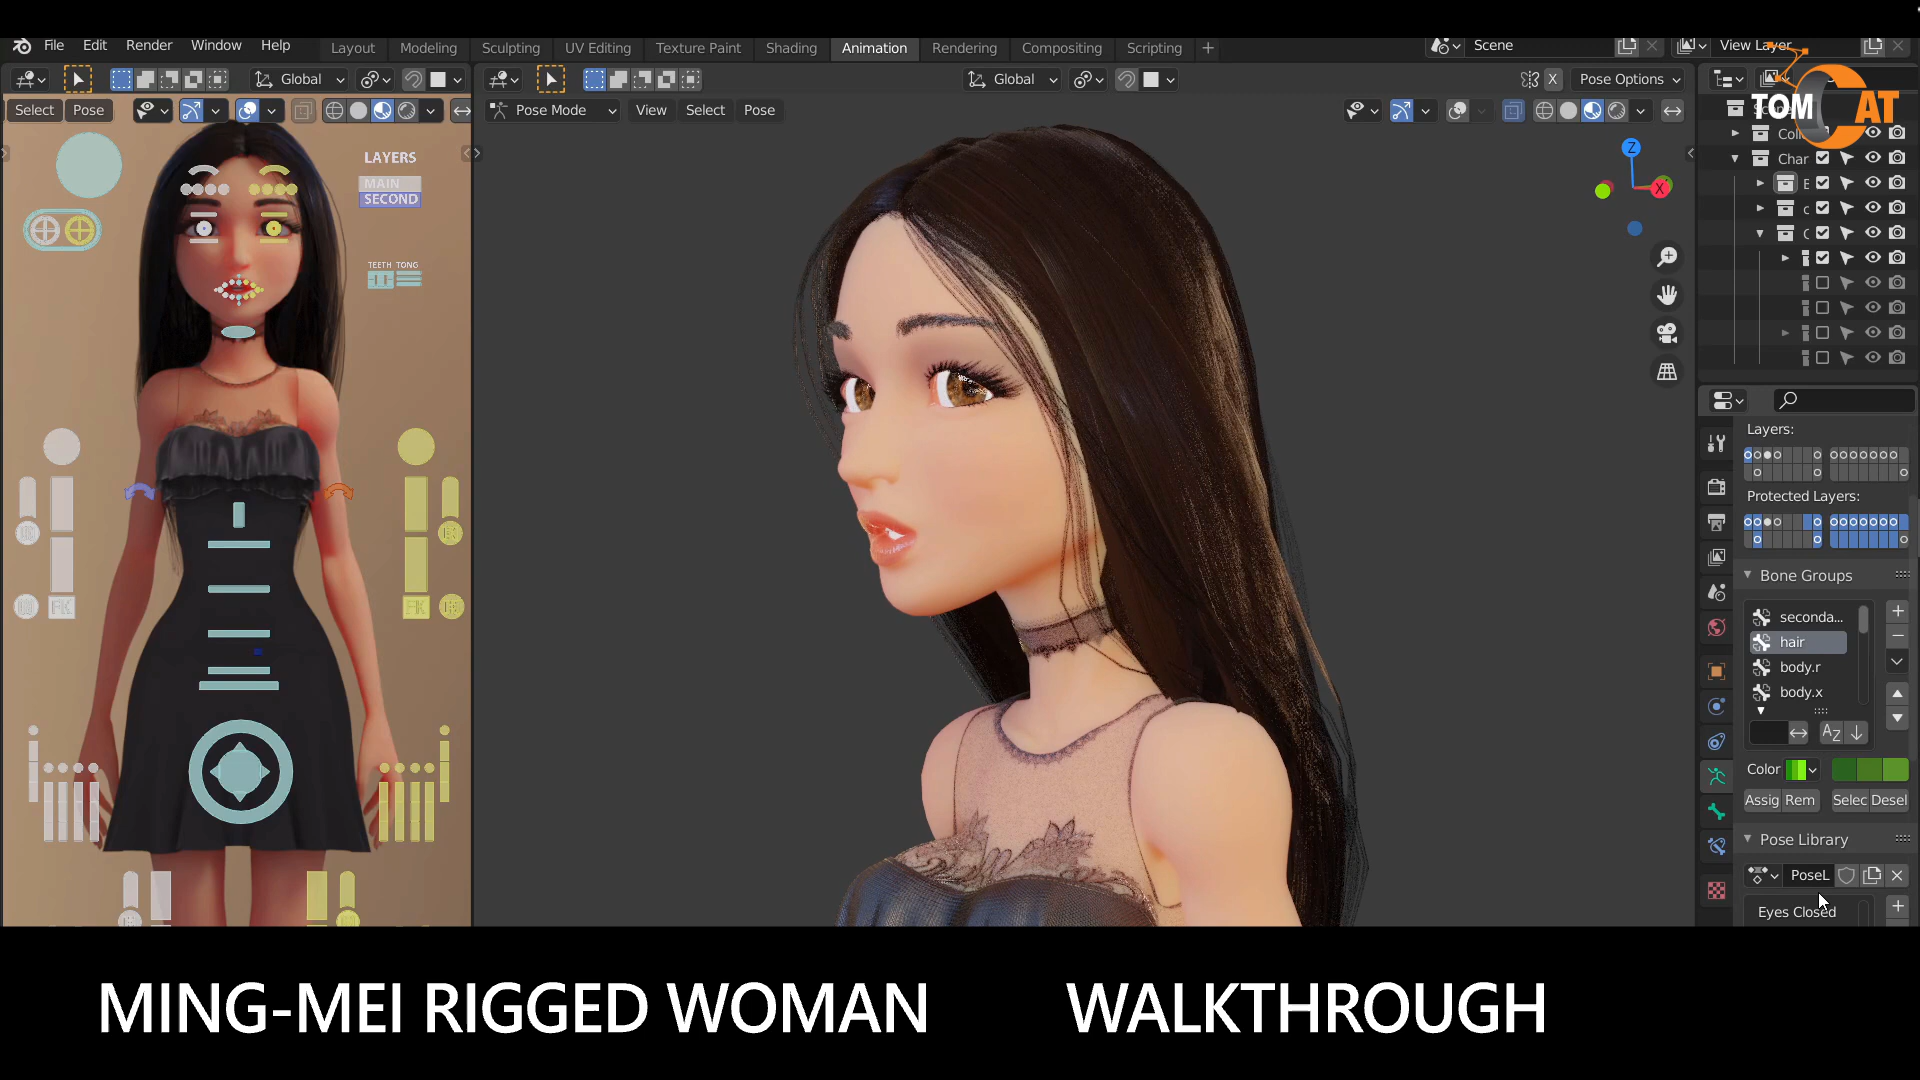 File Edit Render Window Help
Layout Modeling Sculpting UV Editing Texture Paint Shading Animation Rendering Compositing Scripting +
Scene
View Layer
Global
Global
X
Pose Options
TOMCAT
Select Pose
Pose Mode View Select Pose
LAYERS
MAIN
SECOND
TEETH TONG
FK
FK
Z
X
Char
Layers:
Protected Layers:
Bone Groups
seconda...
hair
body.r
body.x
Color
Assig Rem Selec Desel
Pose Library
PoseL
Eyes Closed
MING-MEI RIGGED WOMAN WALKTHROUGH